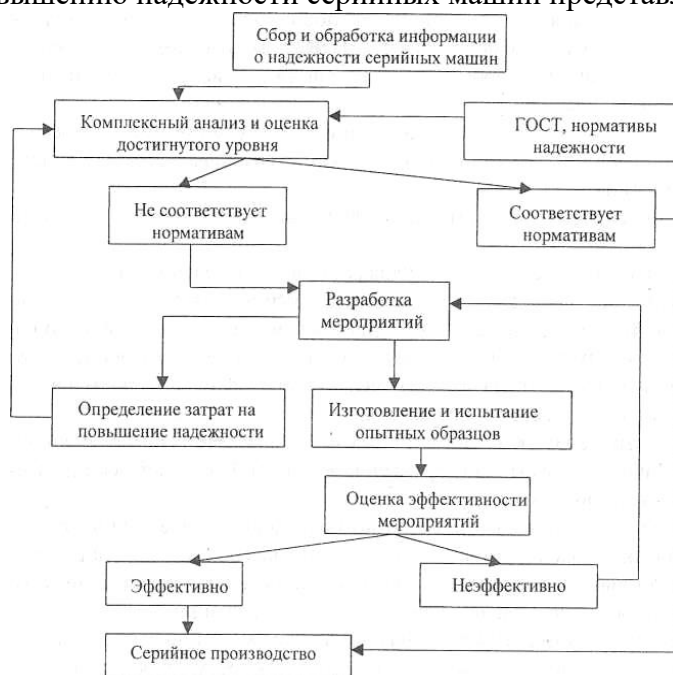 вышению надежности серийных машин представл
Сбор и обработка информации
о надежности серийных машин
Комплексный анализ и оценка
достигнутого уровня
ГОСТ, нормативы
надежности
Не соответствует
нормативам
Соответствует
нормативам
Разработка
мероприятий
Определение затрат на
повышение надежности
Изготовление и испытание
опытных образцов
Оценка эффективности
мероприятий
Эффективно
Неэффективно
Серийное производство